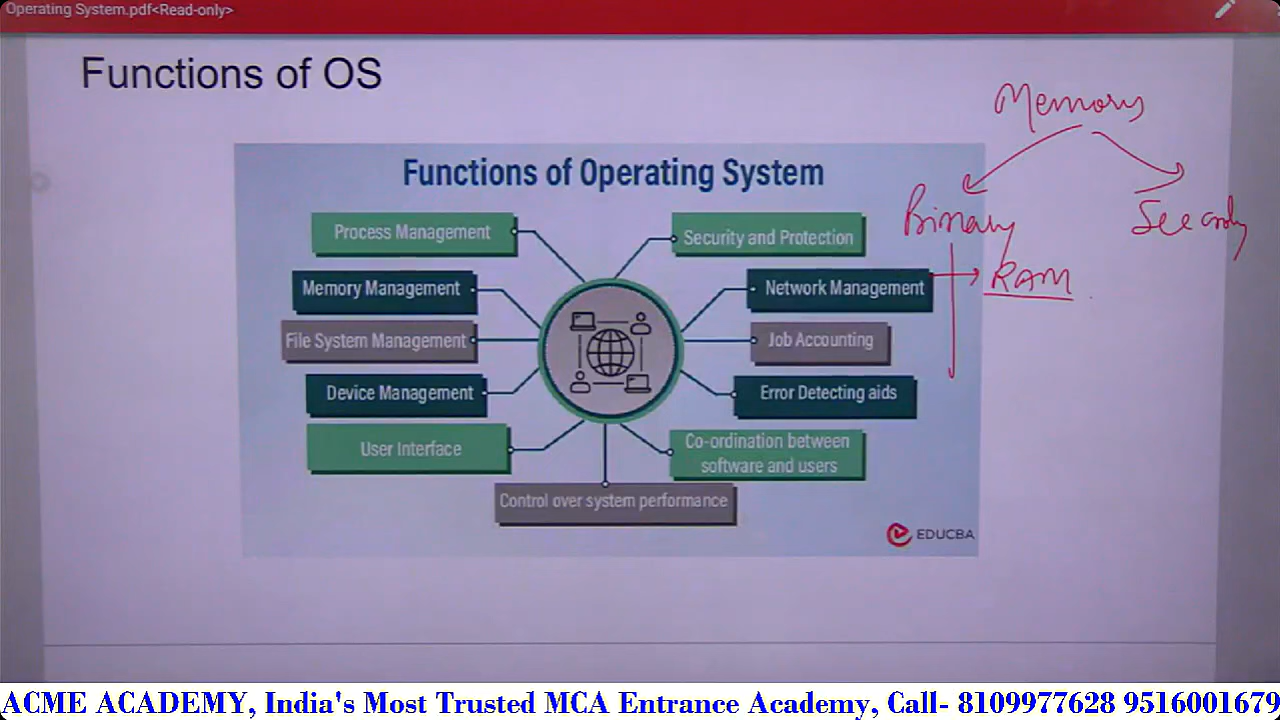 Operating System.pdf<Read-only>
Functions of OS
Functions of Operating System
Process Management
Memory Management
File System Management
Device Management
User Interface
Control over system performance
Security and Protection
Network Management
Job Accounting
Error Detecting aids
Co-ordination between
software and users
EDUCBA
Memory
RAM
ACME ACADEMY, India's Most Trusted MCA Entrance Academy, Call- 8109977628 9516001679